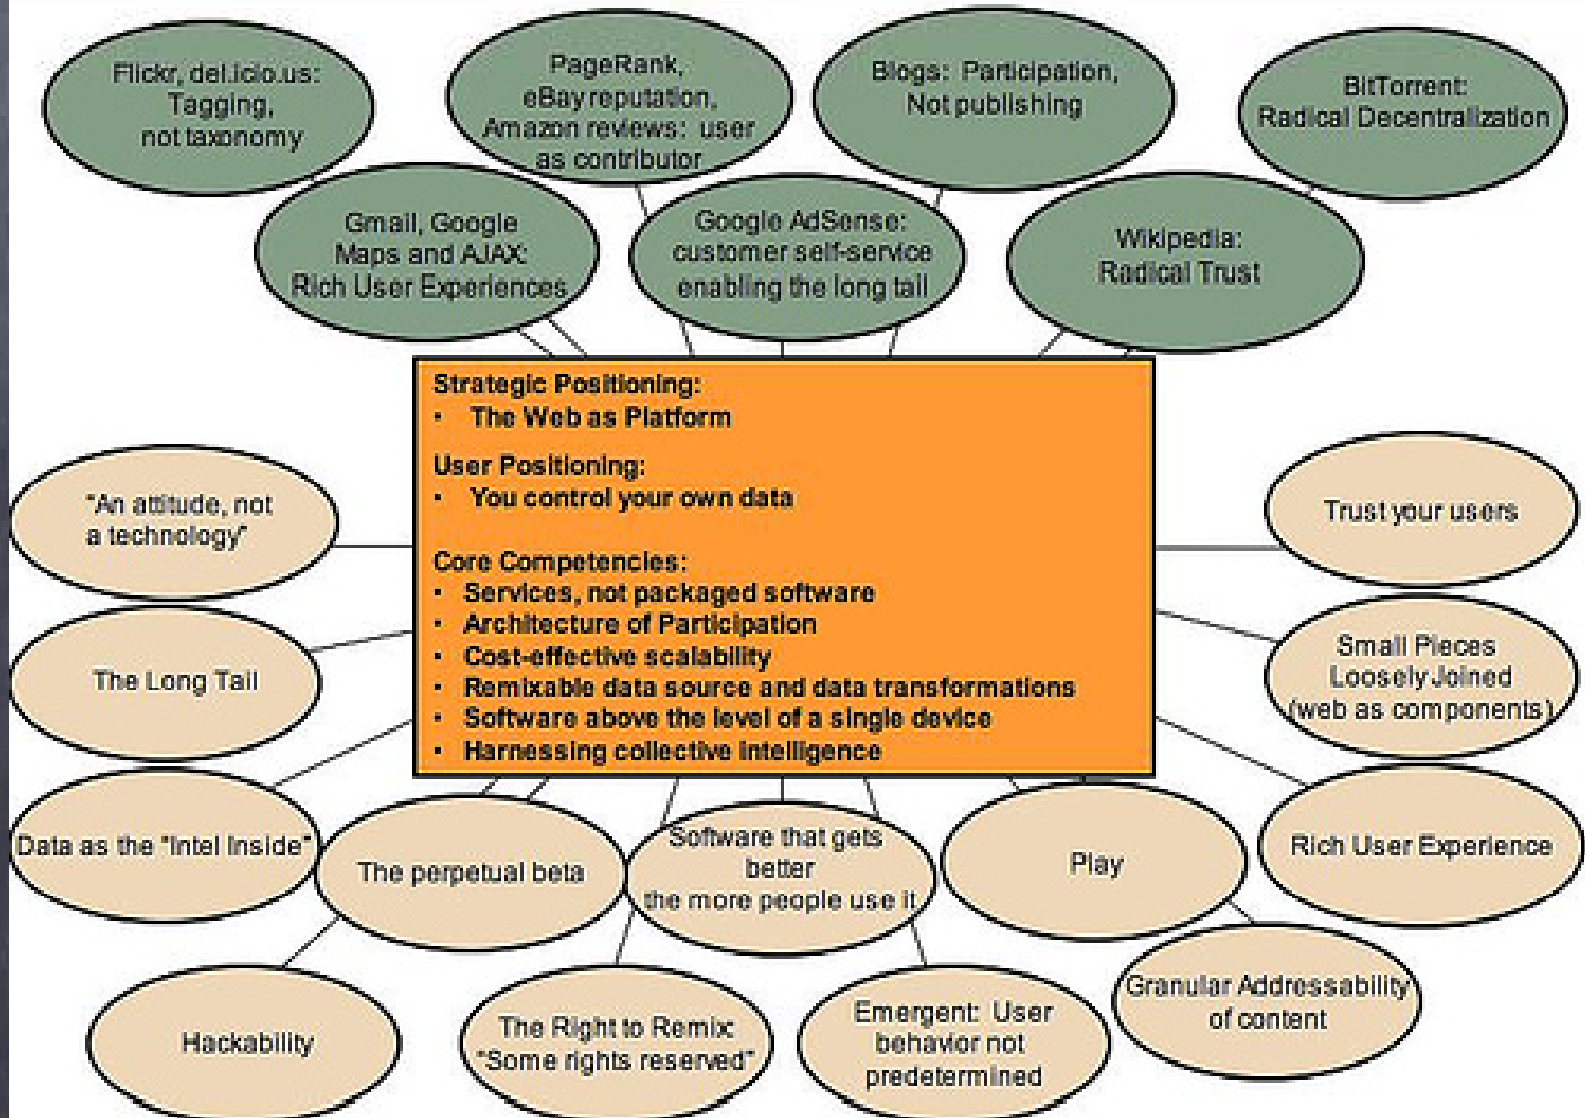 Flickr, del.icio.us:
Tagging,
not taxonomy
PageRank,
eBay reputation,
Amazon reviews: user
as contributor
Blogs: Participation,
Not publishing
BitTorrent:
Radical Decentralization
Gmail, Google
Maps and AJAX:
Rich User Experiences
Google AdSense:
customer self-service
enabling the long tail
Wikipedia:
Radical Trust
Strategic Positioning:
• The Web as Platform
User Positioning:
• You control your own data
Core Competencies:
• Services, not packaged software
• Architecture of Participation
• Cost-effective scalability
• Remixable data source and data transformations
• Software above the level of a single device
• Harnessing collective intelligence
"An attitude, not
a technology"
Trust your users
The Long Tail
Small Pieces
Loosely Joined
(web as components)
Data as the "Intel Inside"
The perpetual beta
Software that gets
better
the more people use it
Play
Rich User Experience
Hackability
The Right to Remix:
"Some rights reserved"
Emergent: User
behavior not
predetermined
Granular Addressability
of content